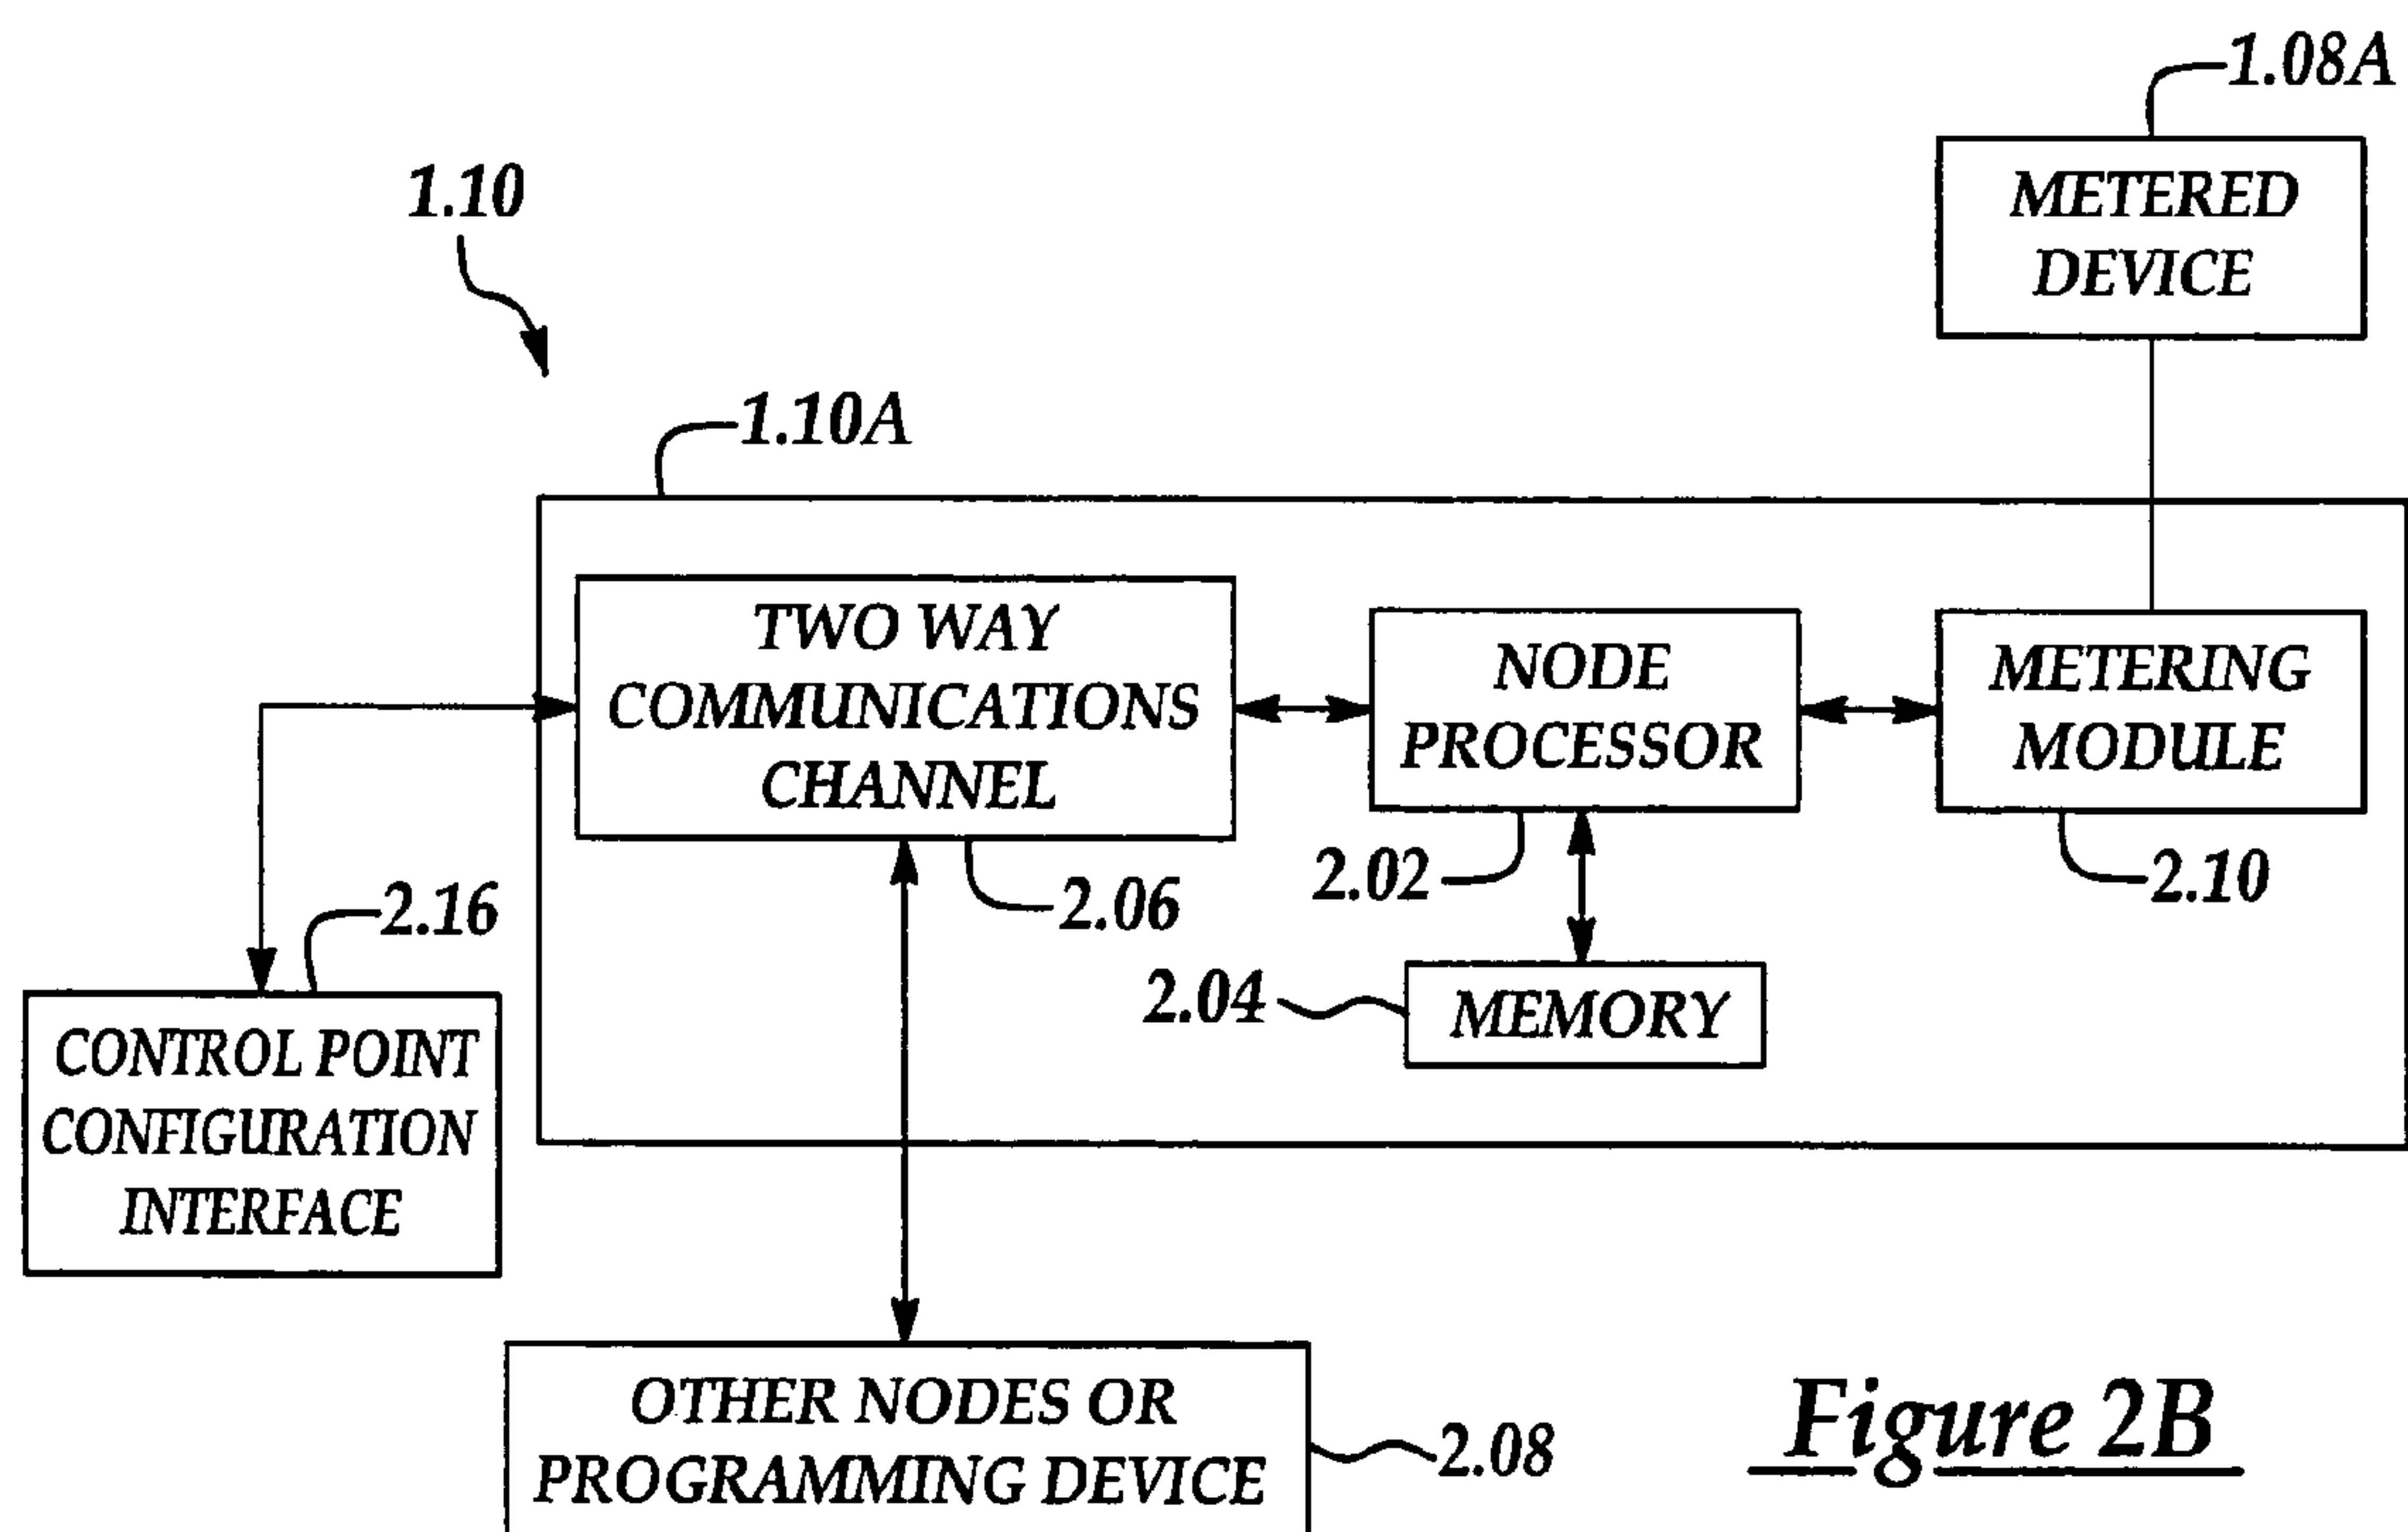 1.08A
METERED
DEVICE
1.10
1.10A
TWO WAY
COMMUNICATIONS
CHANNEL
NODE
PROCESSOR
METERING
MODULE
2.06
2.02
2.10
2.16
2.04
MEMORY
CONTROL POINT
CONFIGURATION
INTERFACE
OTHER NODES OR
PROGRAMMING DEVICE
2.08
Figure 2B